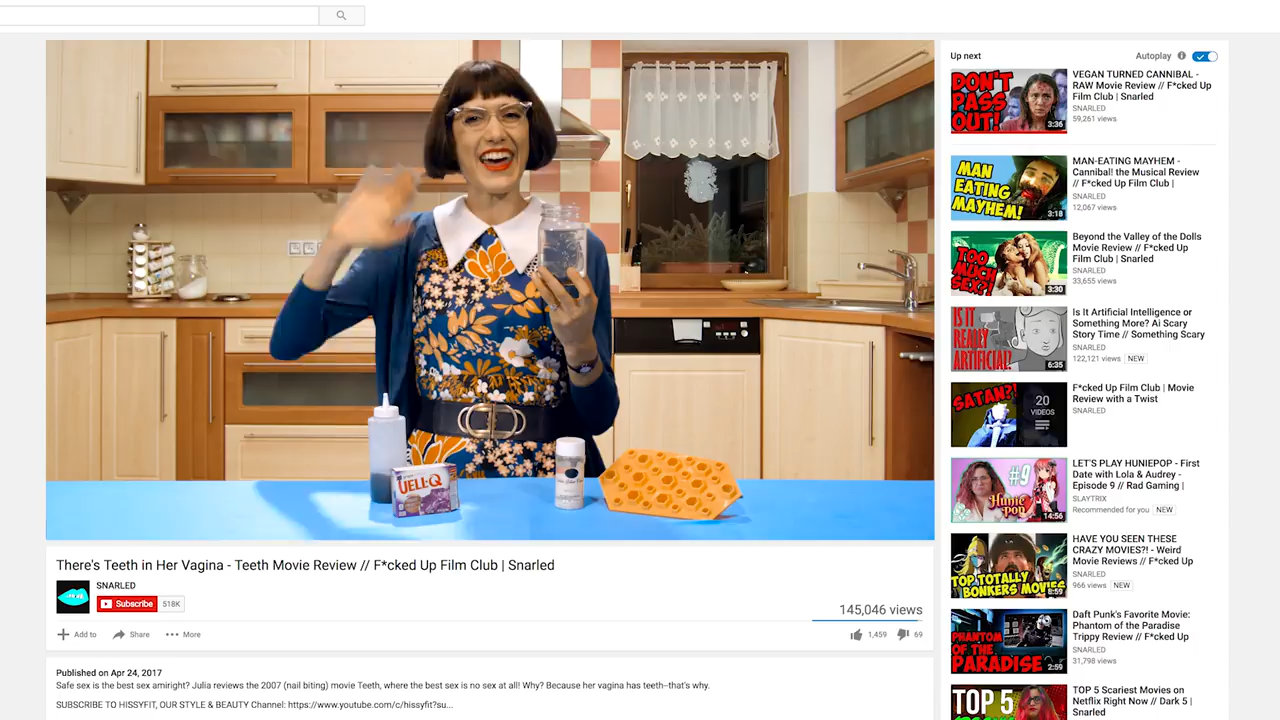 There's Teeth in Her Vagina - Teeth Movie Review // F*cked Up Film Club | Snarled
SNARLED
Subscribe 518K
145,046 views
Add to Share More
1,459 69
Published on Apr 24, 2017
Safe sex is the best sex amiright? Julia reviews the 2007 (nail biting) movie Teeth, where the best sex is no sex at all! Why? Because her vagina has teeth--that's why.
SUBSCRIBE TO HISSYFIT, OUR STYLE & BEAUTY Channel: https://www.youtube.com/c/hissyfit?su...
UELL-Q
Up next
Autoplay
DON'T
PASS
OUT!
3:36
VEGAN TURNED CANNIBAL -
RAW Movie Review // F*cked Up
Film Club | Snarled
SNARLED
59,261 views
MAN
EATING
MAYHEM!
3:18
MAN-EATING MAYHEM -
Cannibal! the Musical Review
// F*cked Up Film Club |
SNARLED
12,067 views
TOO
MUCH
SEX?!
3:30
Beyond the Valley of the Dolls
Movie Review // F*cked Up
Film Club | Snarled
SNARLED
33,655 views
IS IT
REALLY
ARTIFICIAL?
6:35
Is It Artificial Intelligence or
Something More? Ai Scary
Story Time // Something Scary
SNARLED
122,121 views NEW
SATAN?!
20
VIDEOS
F*cked Up Film Club | Movie
Review with a Twist
SNARLED
#9
Hunie
pop
14:56
LET'S PLAY HUNIEPOP - First
Date with Lola & Audrey -
Episode 9 // Rad Gaming |
SLAYTRIX
Recommended for you NEW
TOP TOTALLY
BONKERS MOVIES
8:59
HAVE YOU SEEN THESE
CRAZY MOVIES?! - Weird
Movie Reviews // F*cked Up
SNARLED
966 views NEW
PHANTOM
OF THE
PARADISE
2:59
Daft Punk's Favorite Movie:
Phantom of the Paradise
Trippy Review // F*cked Up
SNARLED
31,798 views
TOP 5
TOP 5 Scariest Movies on
Netflix Right Now // Dark 5 |
Snarled